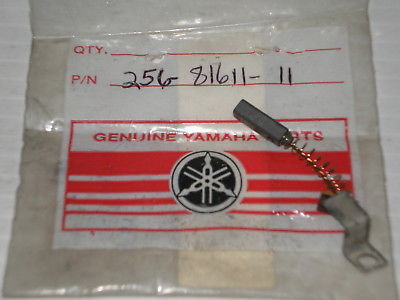 QTY.
P/N 256-81611-11
GENUINE YAMAHA PARTS